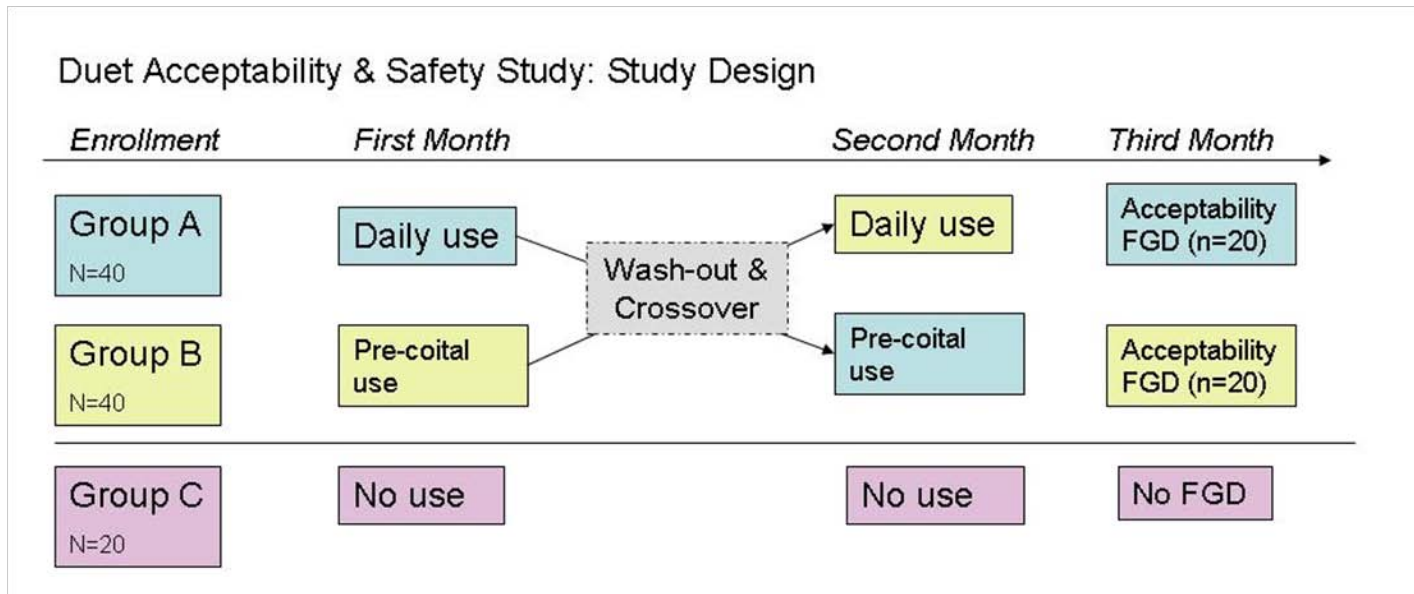 Duet Acceptability & Safety Study: Study Design
Enrollment
First Month
Second Month
Third Month
Group A
N=40
Daily use
Wash-out &
Crossover
Daily use
Acceptability
FGD (n=20)
Group B
N=40
Pre-coital
use
Pre-coital
use
Acceptability
FGD (n=20)
Group C
N=20
No use
No use
No FGD